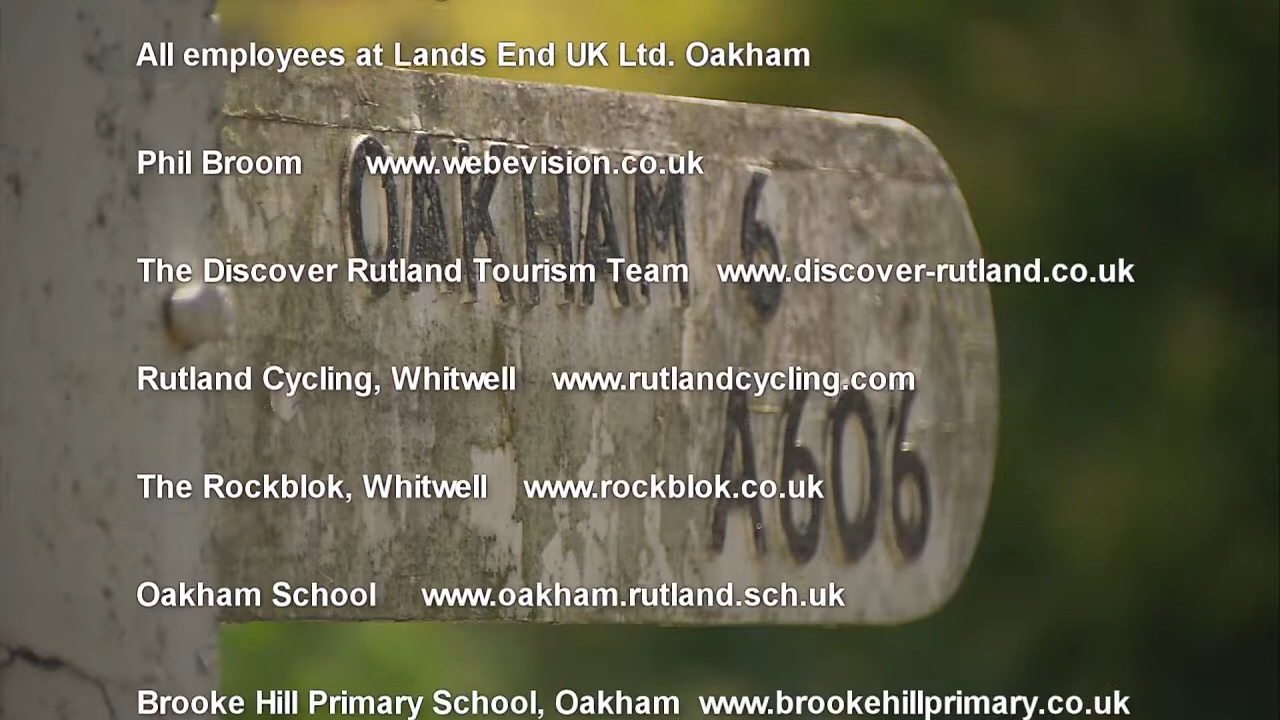 All employees at Lands End UK Ltd. Oakham
Phil Broom www.webevision.co.uk
OAKHAM 6
The Discover Rutland Tourism Team www.discover-rutland.co.uk
Rutland Cycling, Whitwell www.rutlandcycling.com
A606
The Rockblok, Whitwell www.rockblok.co.uk
Oakham School www.oakham.rutland.sch.uk
Brooke Hill Primary School, Oakham www.brookehillprimary.co.uk